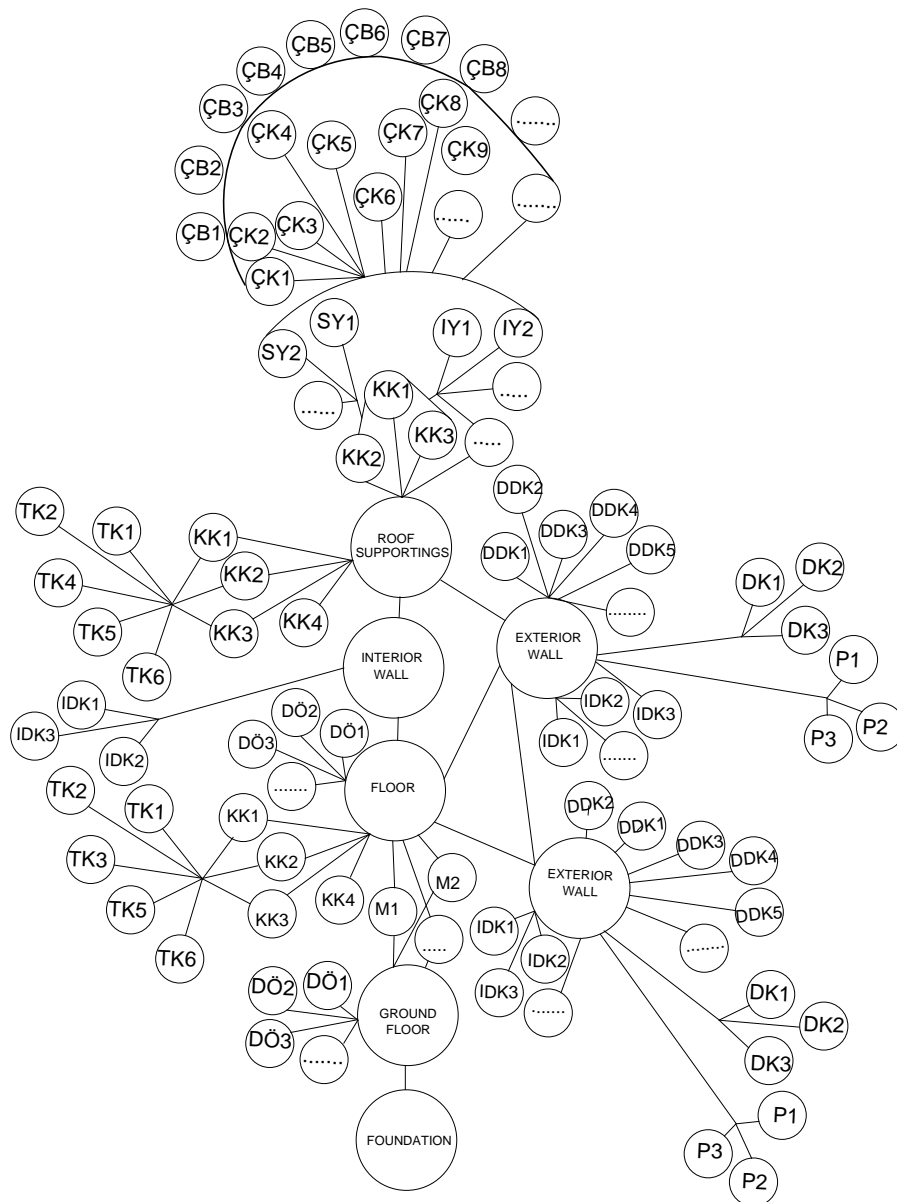 ÇB6
ÇB5
ÇB7
ÇB4
ÇB8
ÇB3
ÇK8
.......
ÇK4
ÇK7
ÇK5
ÇK9
ÇB2
ÇK6
.......
......
ÇB1
ÇK2
ÇK3
ÇK1
SY1
IY1
IY2
SY2
KK1
.....
......
KK3
.....
KK2
DDK2
TK2
TK1
KK1
ROOF
SUPPORTINGS
DDK3
DDK4
DDK1
DDK5
TK4
KK2
DK1
DK2
TK5
KK3
KK4
........
DK3
TK6
INTERIOR
WALL
EXTERIOR
WALL
P1
IDK1
IDK2
IDK3
P2
IDK3
IDK2
DÖ2
DÖ1
IDK1
.......
P3
DÖ3
TK2
.......
FLOOR
TK1
KK1
DDK2
DDK1
DDK3
TK3
KK2
DDK4
KK4
M2
EXTERIOR
WALL
DDK5
TK5
KK3
M1
IDK1
........
TK6
.....
IDK2
DÖ2
DÖ1
IDK3
DK1
.......
GROUND
FLOOR
DK2
DÖ3
........
DK3
P1
FOUNDATION
P3
P2